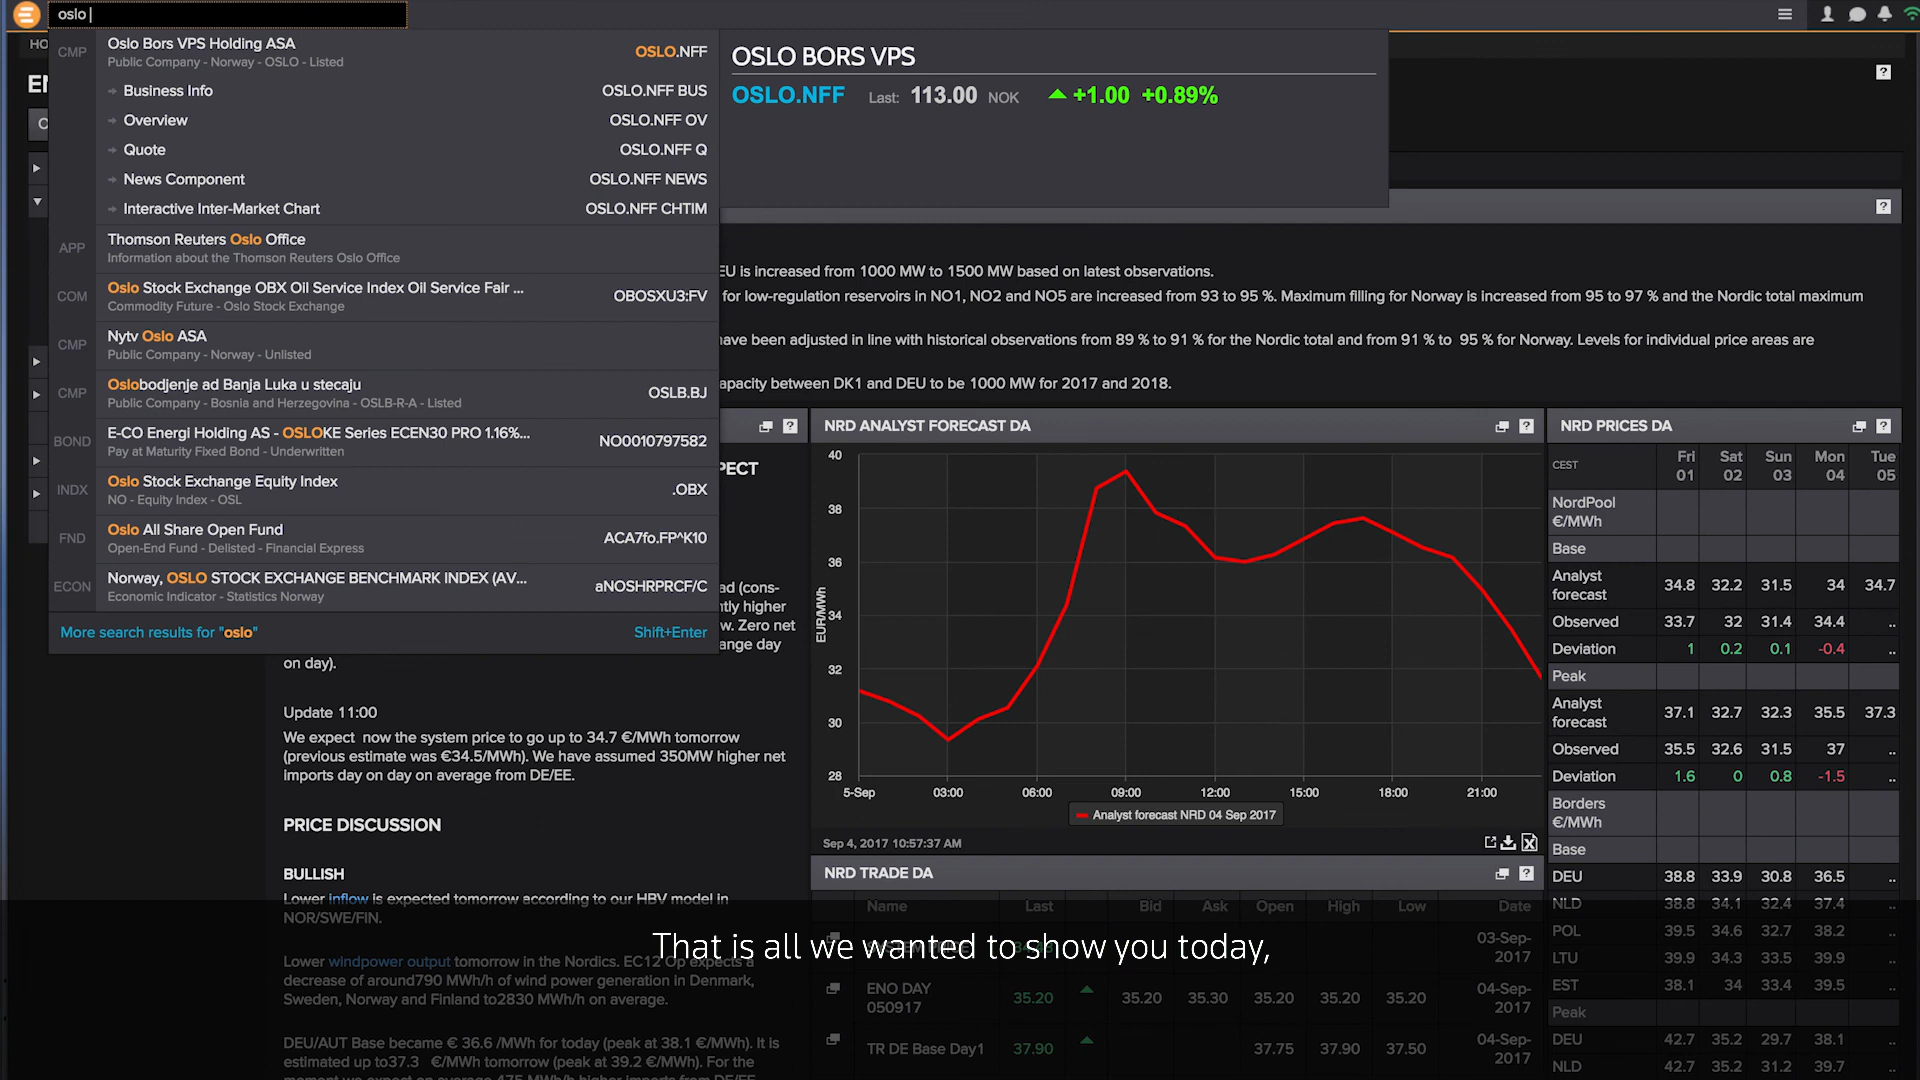 oslo
HO
CMP
Oslo Bors VPS Holding ASA
OSLO.NFF
Public Company - Norway - OSLO - Listed
Business Info OSLO.NFF BUS
Overview OSLO.NFF OV
Quote OSLO.NFF Q
News Component OSLO.NFF NEWS
Interactive Inter-Market Chart OSLO.NFF CHTIM
APP
Thomson Reuters Oslo Office
Information about the Thomson Reuters Oslo Office
COM
Oslo Stock Exchange OBX Oil Service Index Oil Service Fair ...
OBOSXU3:FV
Commodity Future - Oslo Stock Exchange
CMP
Nytv Oslo ASA
Public Company - Norway - Unlisted
CMP
Oslobodjenje ad Banja Luka u stecaju
OSLB.BJ
Public Company - Bosnia and Herzegovina - OSLB-R-A - Listed
BOND
E-CO Energi Holding AS - OSLOKE Series ECEN30 PRO 1.16%...
NO0010797582
Pay at Maturity Fixed Bond - Underwritten
INDX
Oslo Stock Exchange Equity Index
.OBX
NO - Equity Index - OSL
FND
Oslo All Share Open Fund
ACA7fo.FP^K10
Open-End Fund - Delisted - Financial Express
ECON
Norway, OSLO STOCK EXCHANGE BENCHMARK INDEX (AV...
aNOSHRPRCF/C
Economic Indicator - Statistics Norway
More search results for "oslo" Shift+Enter
OSLO BORS VPS
OSLO.NFF Last: 113.00 NOK +1.00 +0.89%
EU is increased from 1000 MW to 1500 MW based on latest observations.
for low-regulation reservoirs in NO1, NO2 and NO5 are increased from 93 to 95 %. Maximum filling for Norway is increased from 95 to 97 % and the Nordic total maximum
ave been adjusted in line with historical observations from 89 % to 91 % for the Nordic total and from 91 % to 95 % for Norway. Levels for individual price areas are
apacity between DK1 and DEU to be 1000 MW for 2017 and 2018.
PECT
ad (cons-
ntly higher
w. Zero net
ange day
on day).
Update 11:00
We expect now the system price to go up to 34.7 €/MWh tomorrow
(previous estimate was €34.5/MWh). We have assumed 350MW higher net
imports day on day on average from DE/EE.
PRICE DISCUSSION
BULLISH
Lower inflow is expected tomorrow according to our HBV model in
NOR/SWE/FIN.
Lower windpower output tomorrow in the Nordics. EC12 Op expects a
decrease of around790 MWh/h of wind power generation in Denmark,
Sweden, Norway and Finland to2830 MWh/h on average.
DEU/AUT Base became € 36.6 /MWh for today (peak at 38.1 €/MWh). It is
estimated up to37.3 €/MWh tomorrow (peak at 39.2 €/MWh). For the
NRD ANALYST FORECAST DA
40
38
36
34
32
30
28
EUR/MWh
5-Sep 03:00 06:00 09:00 12:00 15:00 18:00 21:00
Analyst forecast NRD 04 Sep 2017
Sep 4, 2017 10:57:37 AM
NRD TRADE DA
Name Last Bid Ask Open High Low Date
03-Sep-
2017
ENO DAY
050917
35.20 35.20 35.30 35.20 35.20 35.20
04-Sep-
2017
TR DE Base Day1 37.90 37.75 37.90 37.50
04-Sep-
2017
NRD PRICES DA
CEST
Fri Sat Sun Mon Tue
01 02 03 04 05
NordPool
€/MWh
Base
Analyst
forecast
34.8 32.2 31.5 34 34.7
Observed 33.7 32 31.4 34.4 ..
Deviation 1 0.2 0.1 -0.4 ..
Peak
Analyst
forecast
37.1 32.7 32.3 35.5 37.3
Observed 35.5 32.6 31.5 37 ..
Deviation 1.6 0 0.8 -1.5 ..
Borders
€/MWh
Base
DEU 38.8 33.9 30.8 36.5 ..
NLD 38.8 34.1 32.4 37.4 ..
POL 39.5 34.6 32.7 38.2 ..
LTU 39.9 34.3 33.5 39.9 ..
EST 38.1 34 33.4 39.5 ..
Peak
DEU 42.7 35.2 29.7 38.1 ..
NLD 42.7 35.2 31.2 39.7 ..
That is all we wanted to show you today,